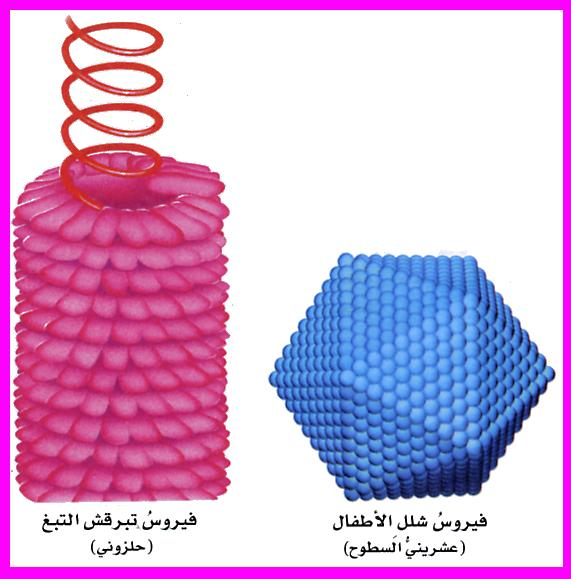 فيروسُ شلل الأطفال
(عشرينيُّ السطوح)
فيروسُ تبرقش التبغ
(حلزوني)